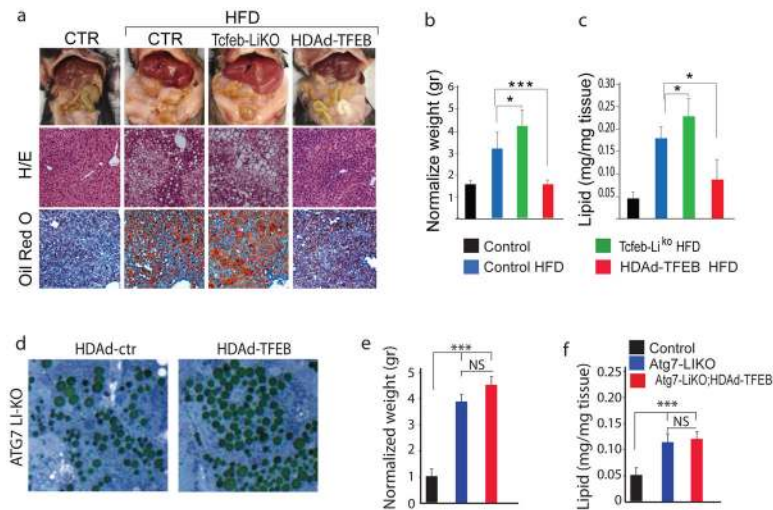 a
HFD
CTR
CTR
Tcfeb-LiKO
HDAd-TFEB
H/E
Oil Red O
b
Normalize weight (gr)
6
5
4
3
2
1
***
*
c
Lipid (mg/mg tissue)
0.30
0.25
0.20
0.15
0.10
0.05
*
*
Control
Control HFD
Tcfeb-Liko HFD
HDAd-TFEB HFD
d
HDAd-ctr
HDAd-TFEB
ATG7 LI-KO
e
Normalized weight (gr)
6
5
4
3
2
1
0
***
NS
f
Control
Atg7-LIKO
Atg7-LiKO;HDAd-TFEB
Lipid (mg/mg tissue)
0.20
0.15
0.10
0.05
0.00
***
NS